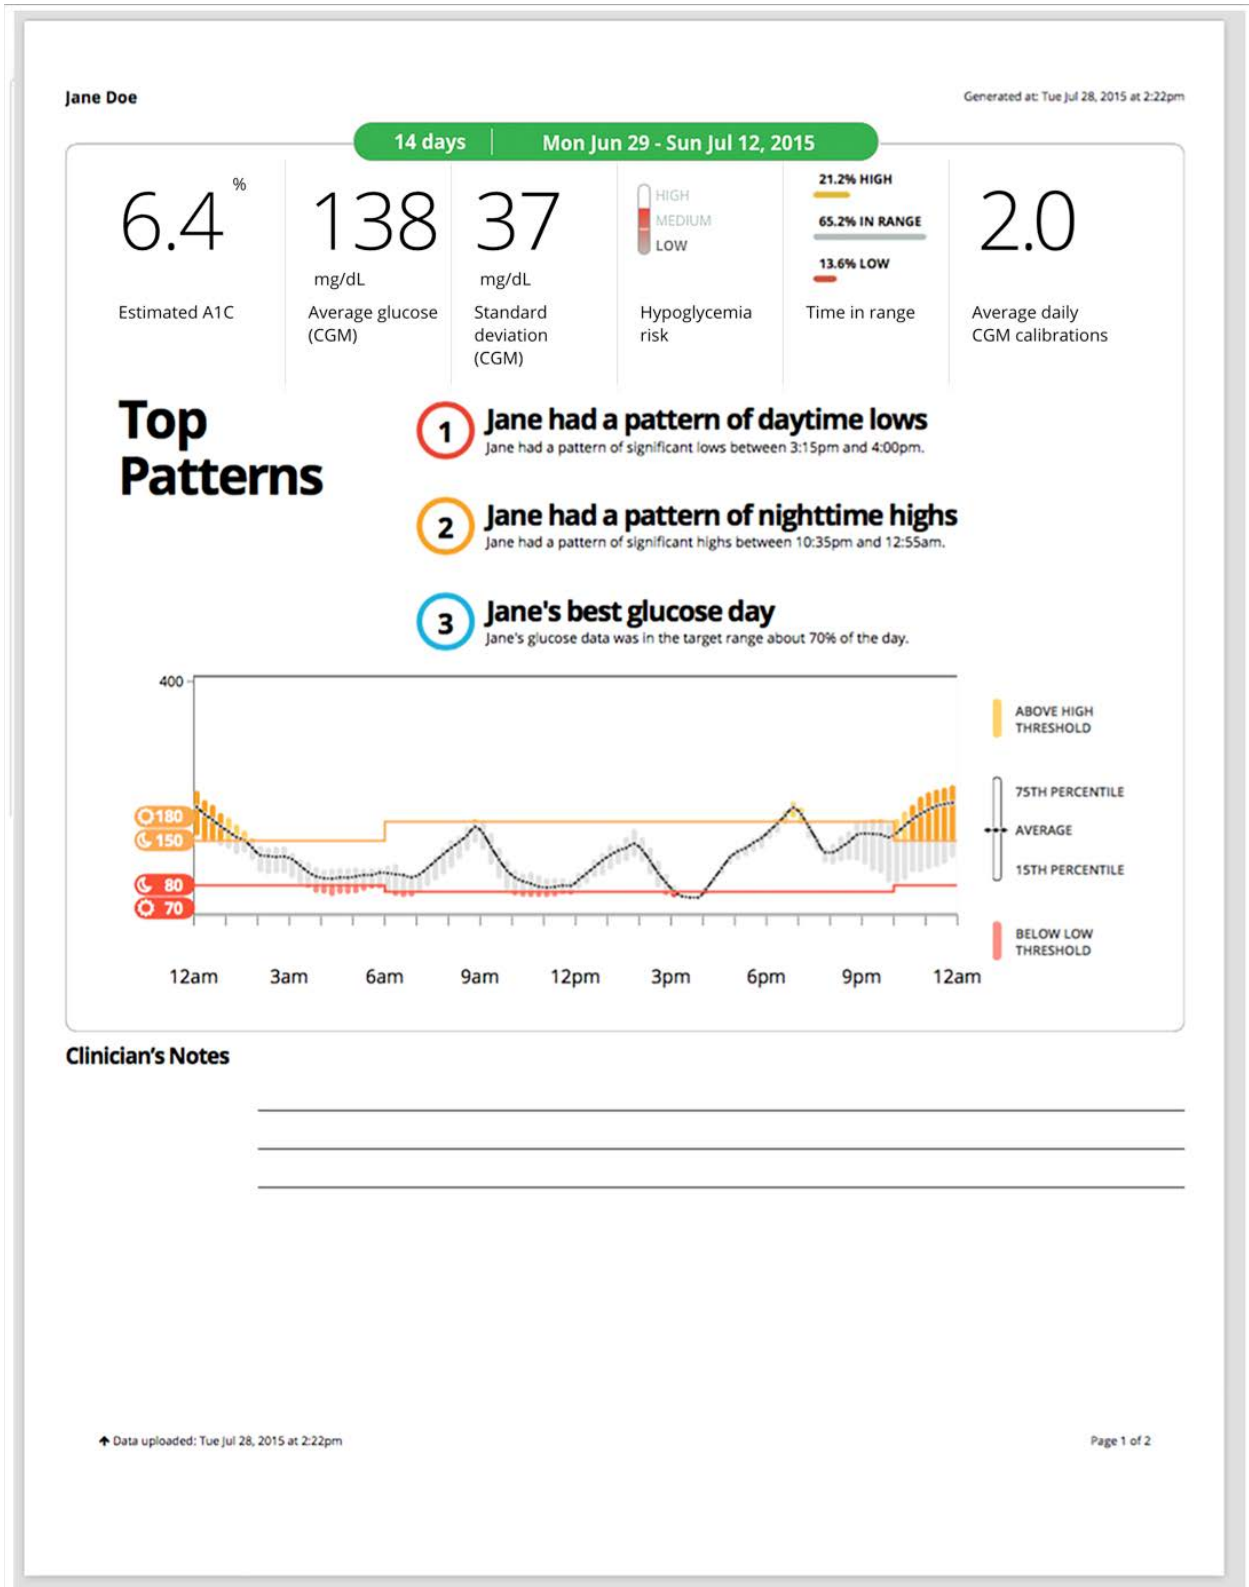 Jane Doe
Generated at: Tue Jul 28, 2015 at 2:22pm
14 days
Mon Jun 29 - Sun Jul 12, 2015
6.4 %
Estimated A1C
138
mg/dL
Average glucose
(CGM)
37
mg/dL
Standard
deviation
(CGM)
HIGH
MEDIUM
LOW
Hypoglycemia
risk
21.2% HIGH
65.2% IN RANGE
13.6% LOW
Time in range
2.0
Average daily
CGM calibrations
Top
Patterns
1
Jane had a pattern of daytime lows
Jane had a pattern of significant lows between 3:15pm and 4:00pm.
2
Jane had a pattern of nighttime highs
Jane had a pattern of significant highs between 10:35pm and 12:55am.
3
Jane's best glucose day
Jane's glucose data was in the target range about 70% of the day.
400
180
150
80
70
12am 3am 6am 9am 12pm 3pm 6pm 9pm 12am
ABOVE HIGH
THRESHOLD
75TH PERCENTILE
AVERAGE
15TH PERCENTILE
BELOW LOW
THRESHOLD
Clinician's Notes
Data uploaded: Tue Jul 28, 2015 at 2:22pm
Page 1 of 2